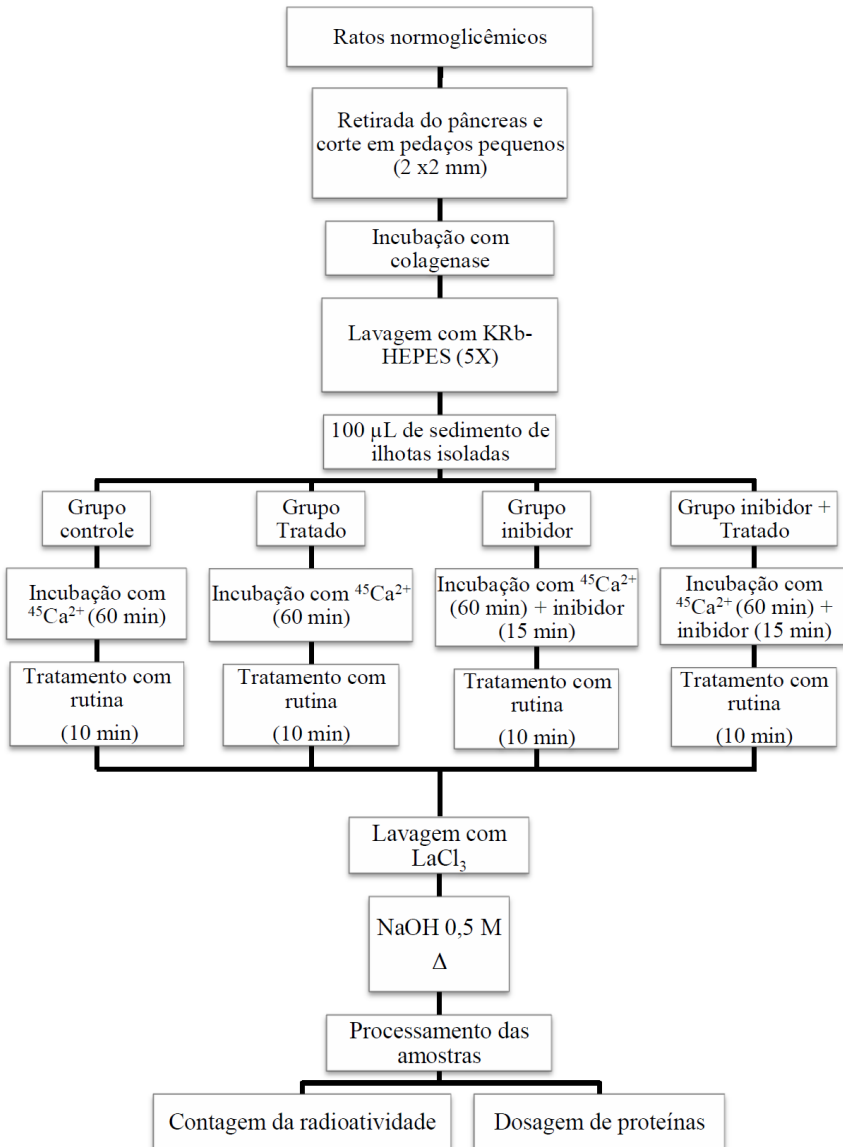 Ratos normoglicêmicos
Retirada do pâncreas e
corte em pedaços pequenos
(2 x2 mm)
Incubação com
colagenase
Lavagem com KRb-
HEPES (5X)
100 µL de sedimento de
ilhotas isoladas
Grupo
controle
Grupo
Tratado
Grupo
inibidor
Grupo inibidor +
Tratado
Incubação com
⁴⁵Ca²⁺ (60 min)
Incubação com ⁴⁵Ca²⁺
(60 min)
Incubação com ⁴⁵Ca²⁺
(60 min) + inibidor
(15 min)
Incubação com
⁴⁵Ca²⁺ (60 min) +
inibidor (15 min)
Tratamento com
rutina
(10 min)
Tratamento com
rutina
(10 min)
Tratamento com
rutina
(10 min)
Tratamento com
rutina
(10 min)
Lavagem com
LaCl₃
NaOH 0,5 M
Δ
Processamento das
amostras
Contagem da radioatividade
Dosagem de proteínas